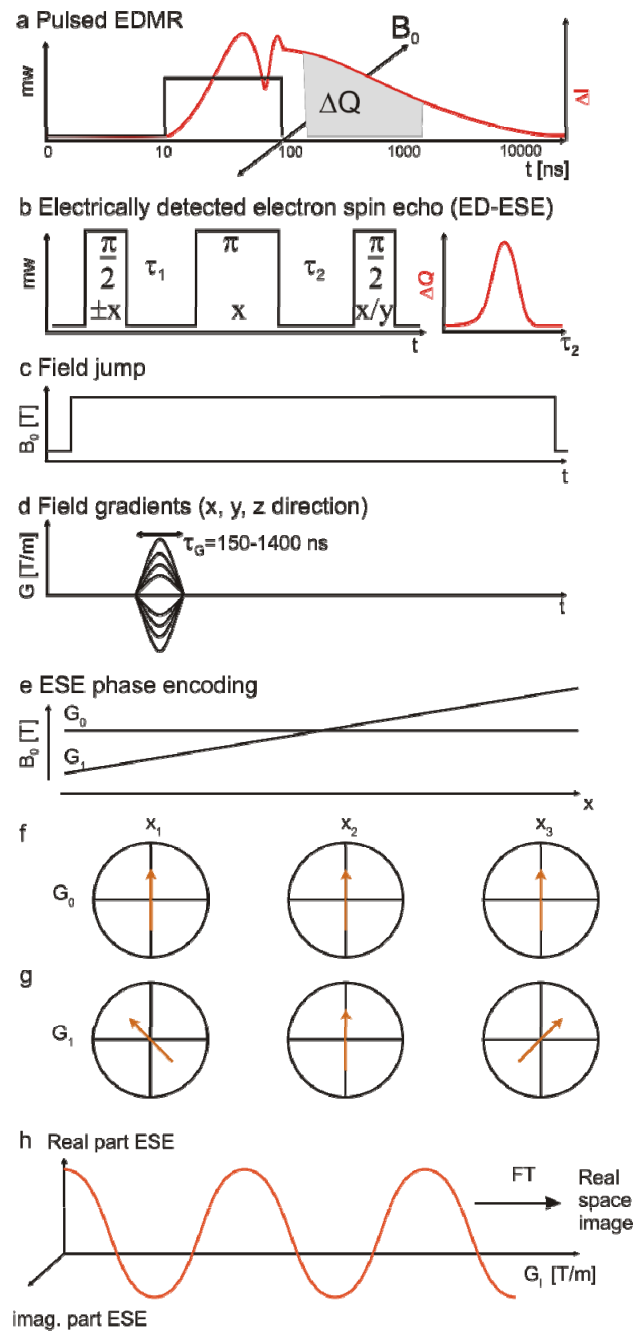 a Pulsed EDMR
mw
B₀
ΔQ
ΔI
0 10 100 1000 10000
t [ns]
b Electrically detected electron spin echo (ED-ESE)
mw
π/2 τ₁ π τ₂ π/2
±x x x/y
t
ΔQ
τ₂
c Field jump
B₀ [T]
t
d Field gradients (x, y, z direction)
G [T/m]
τG=150-1400 ns
t
e ESE phase encoding
B₀ [T]
G₀
G₁
x
f x₁ x₂ x₃
G₀
g
G₁
h Real part ESE
FT Real
space
image
Gᵢ [T/m]
imag. part ESE